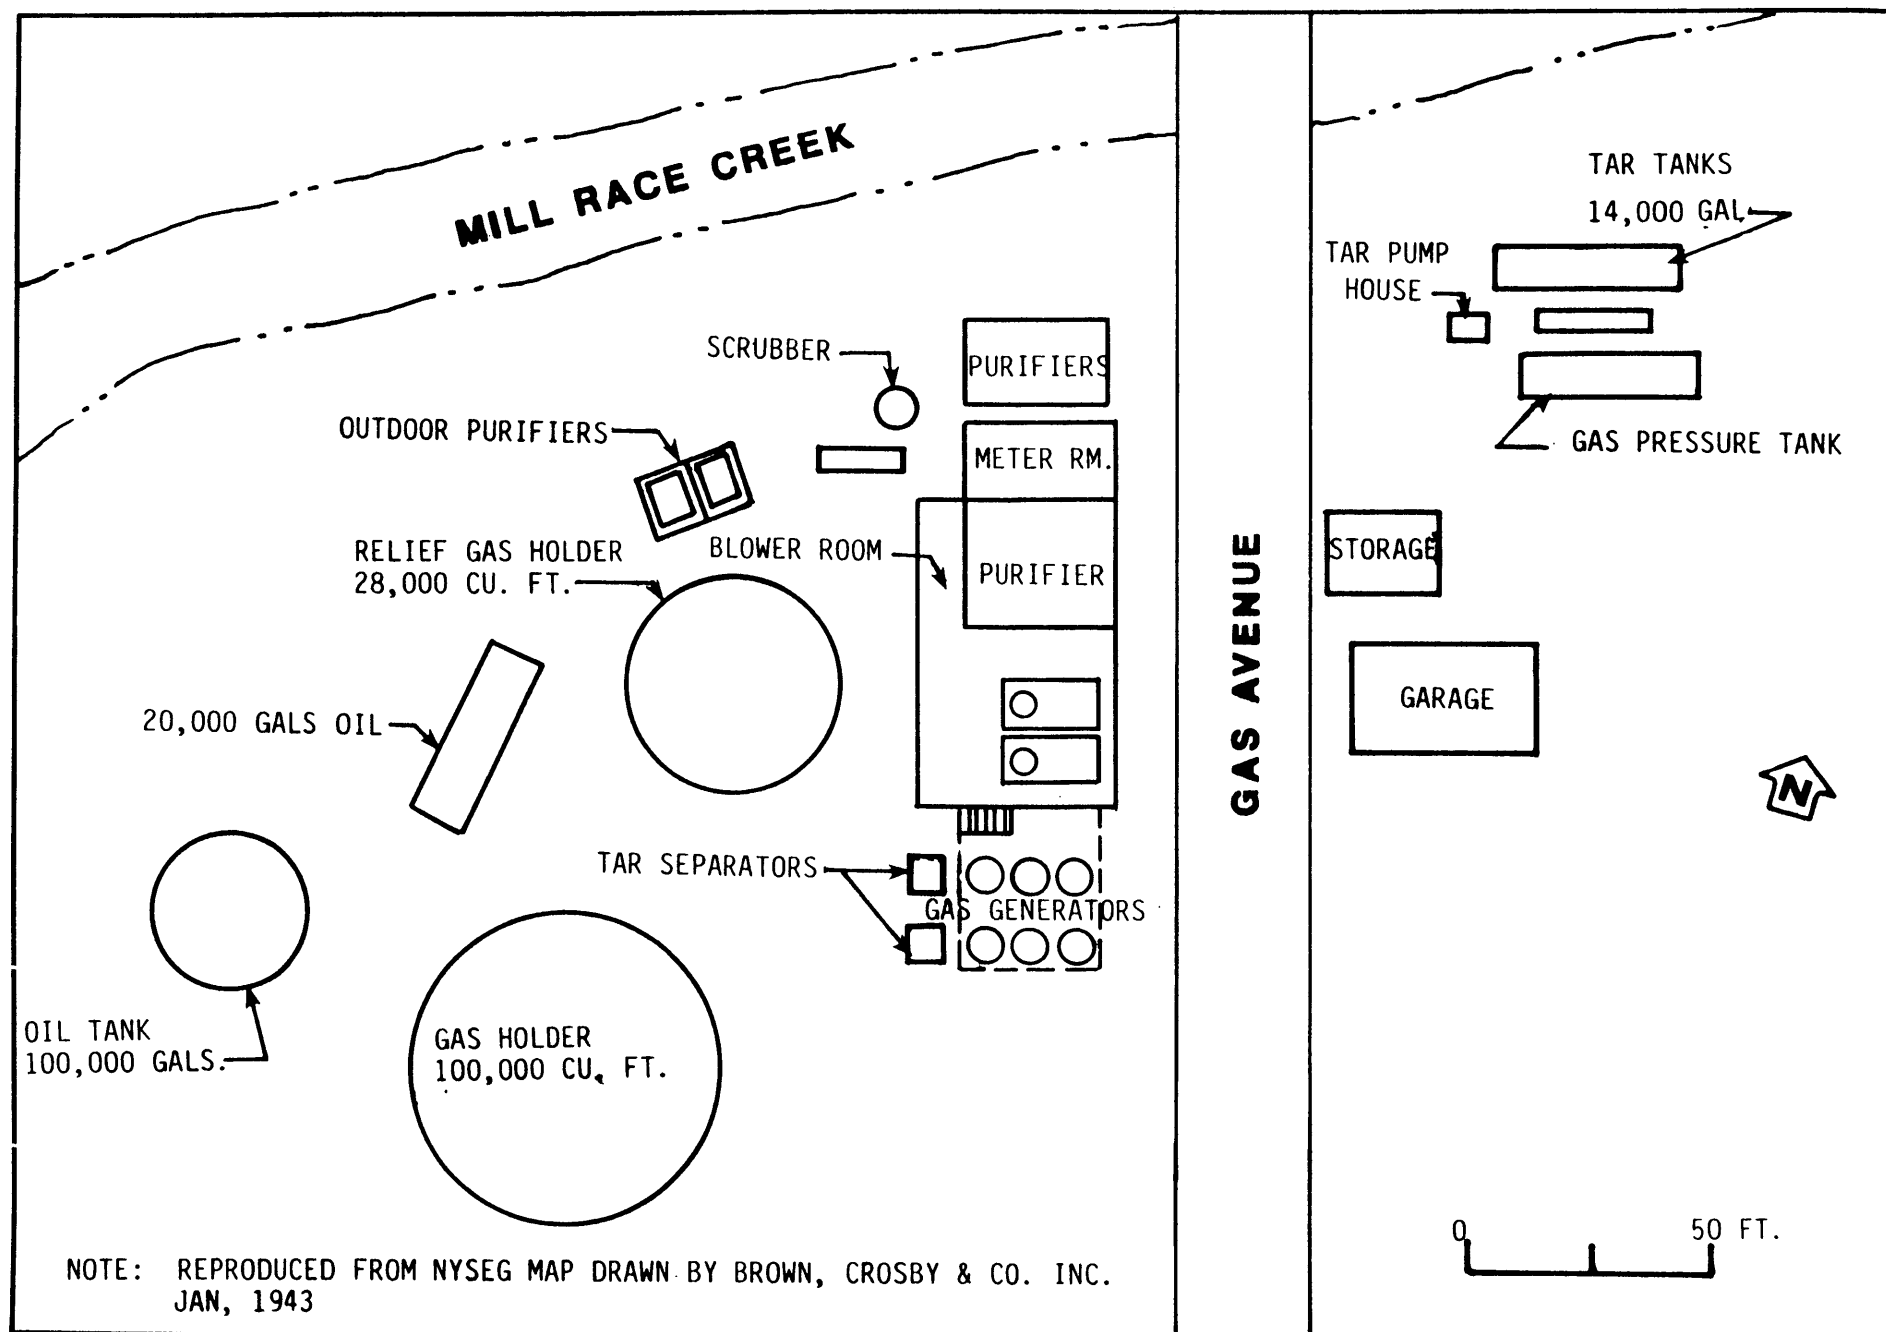 MILL RACE CREEK
TAR TANKS
14,000 GAL
TAR PUMP
HOUSE
SCRUBBER
PURIFIERS
OUTDOOR PURIFIERS
METER RM.
GAS PRESSURE TANK
RELIEF GAS HOLDER
28,000 CU. FT.
BLOWER ROOM
PURIFIER
STORAGE
GAS AVENUE
20,000 GALS OIL
GARAGE
N
TAR SEPARATORS
GAS GENERATORS
OIL TANK
100,000 GALS.
GAS HOLDER
100,000 CU. FT.
0 50 FT.
NOTE: REPRODUCED FROM NYSEG MAP DRAWN BY BROWN, CROSBY & CO. INC.
JAN, 1943